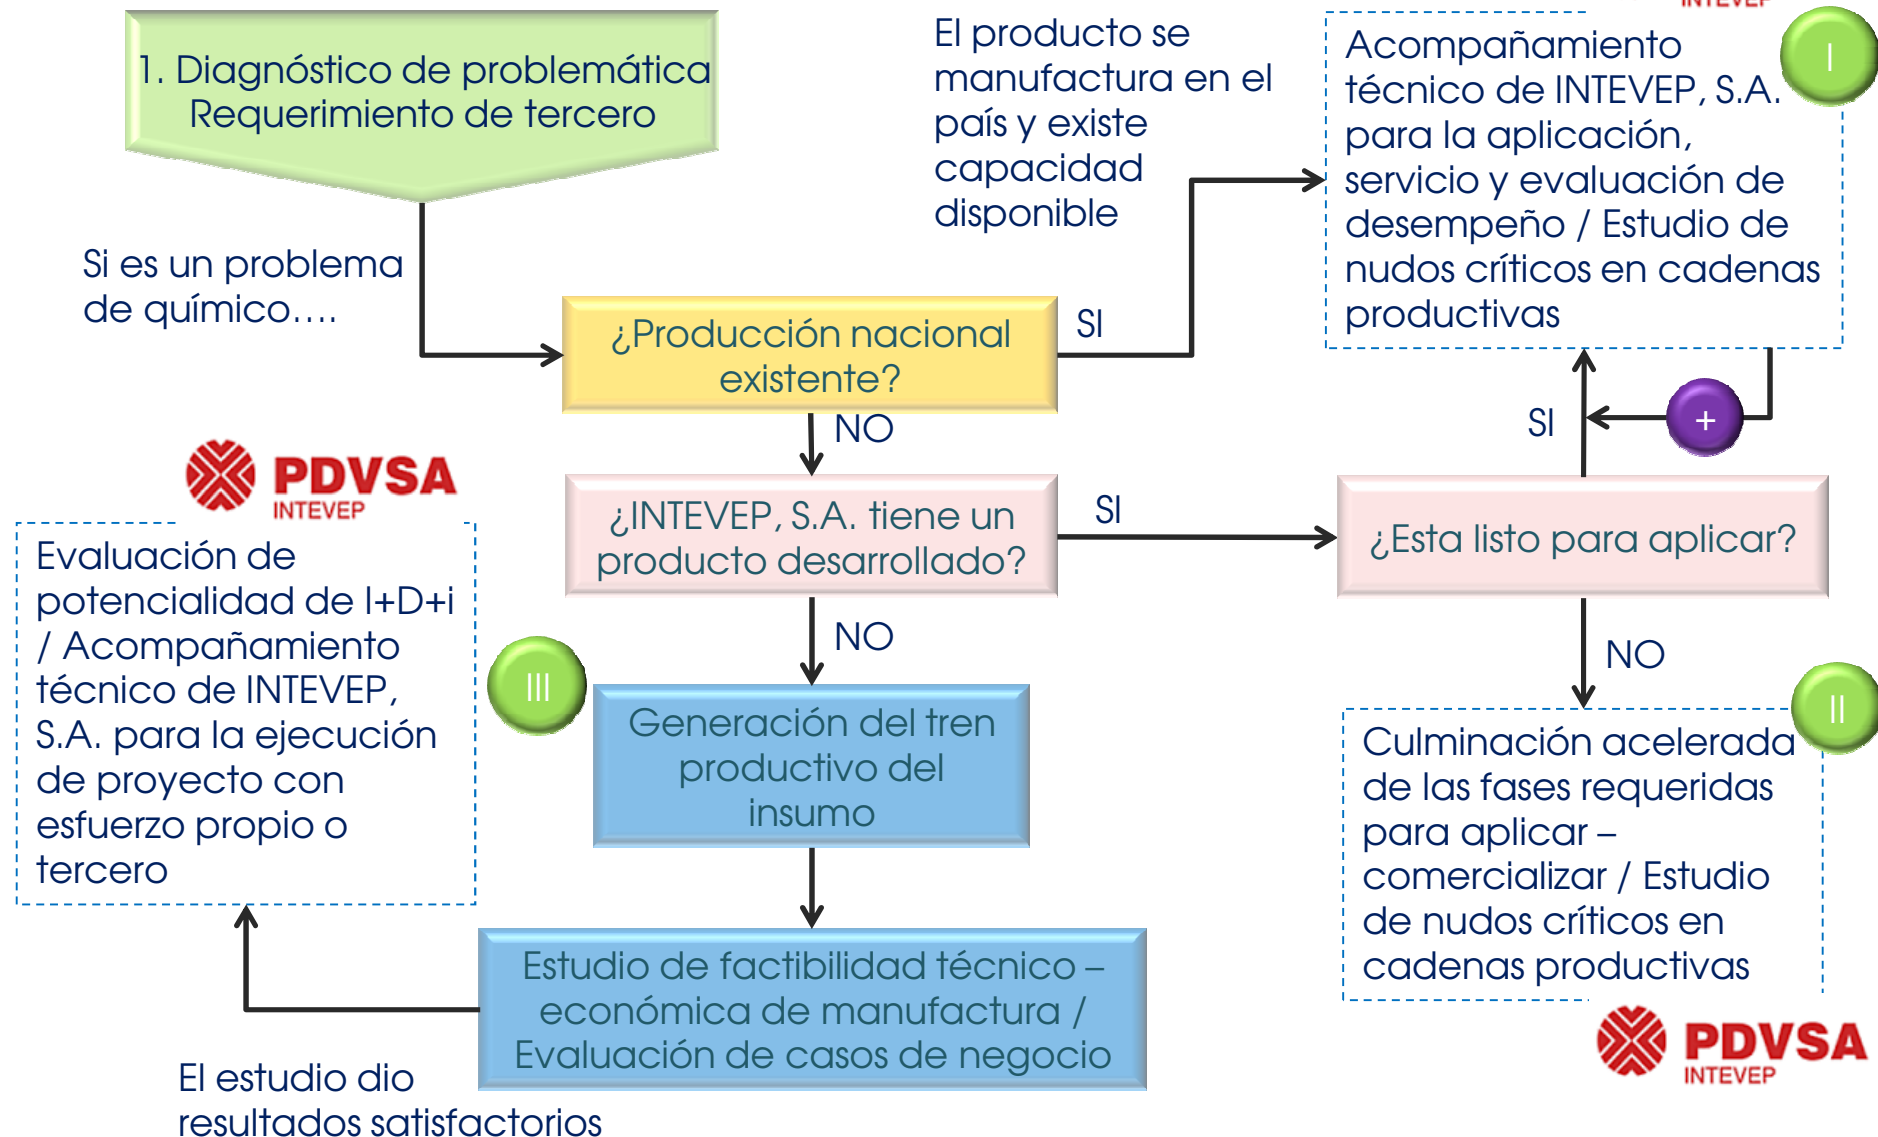 1. Diagnóstico de problemática
Requerimiento de tercero
Si es un problema
de químico….
El producto se
manufactura en el
país y existe
capacidad
disponible
INTEVEP
I
Acompañamiento
técnico de INTEVEP, S.A.
para la aplicación,
servicio y evaluación de
desempeño / Estudio de
nudos críticos en cadenas
productivas
¿Producción nacional
existente?
SI
NO
SI
+
PDVSA
INTEVEP
¿INTEVEP, S.A. tiene un
producto desarrollado?
SI
¿Esta listo para aplicar?
NO
NO
Evaluación de
potencialidad de I+D+i
/ Acompañamiento
técnico de INTEVEP,
S.A. para la ejecución
de proyecto con
esfuerzo propio o
tercero
III
Generación del tren
productivo del
insumo
II
Culminación acelerada
de las fases requeridas
para aplicar –
comercializar / Estudio
de nudos críticos en
cadenas productivas
Estudio de factibilidad técnico –
económica de manufactura /
Evaluación de casos de negocio
El estudio dio
resultados satisfactorios
PDVSA
INTEVEP